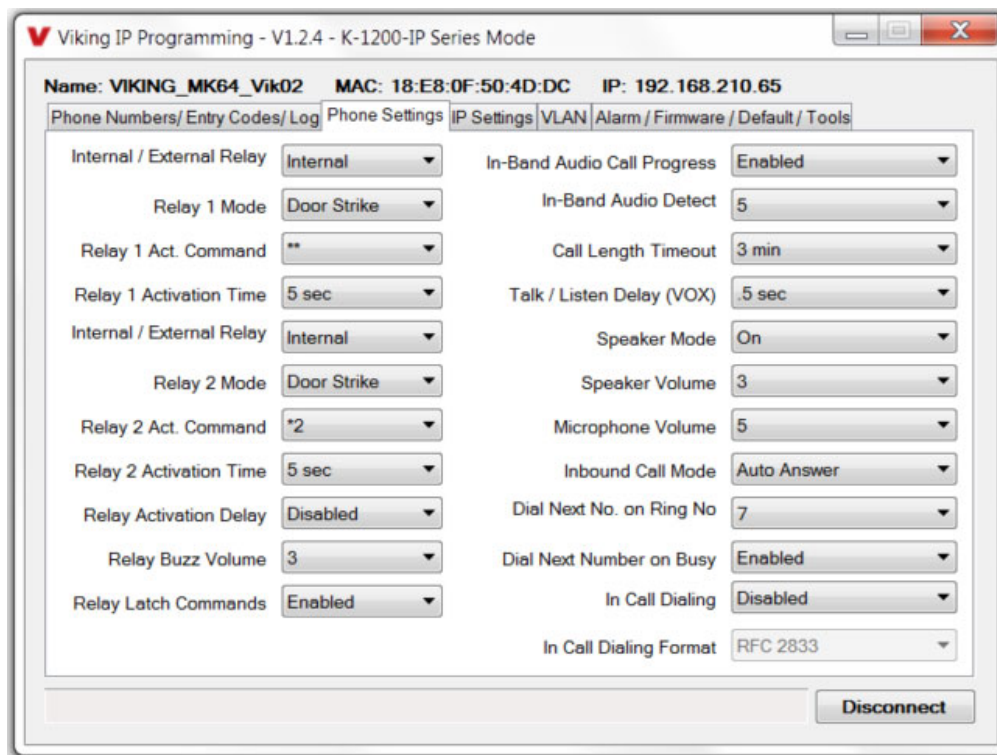 Viking IP Programming - V1.2.4 - K-1200-IP Series Mode
Name: VIKING_MK64_Vik02 MAC: 18:E8:0F:50:4D:DC IP: 192.168.210.65
Phone Numbers/ Entry Codes/ Log Phone Settings IP Settings VLAN Alarm / Firmware / Default / Tools
Internal / External Relay Internal
Relay 1 Mode Door Strike
Relay 1 Act. Command **
Relay 1 Activation Time 5 sec
Internal / External Relay Internal
Relay 2 Mode Door Strike
Relay 2 Act. Command *2
Relay 2 Activation Time 5 sec
Relay Activation Delay Disabled
Relay Buzz Volume 3
Relay Latch Commands Enabled
In-Band Audio Call Progress Enabled
In-Band Audio Detect 5
Call Length Timeout 3 min
Talk / Listen Delay (VOX) .5 sec
Speaker Mode On
Speaker Volume 3
Microphone Volume 5
Inbound Call Mode Auto Answer
Dial Next No. on Ring No 7
Dial Next Number on Busy Enabled
In Call Dialing Disabled
In Call Dialing Format RFC 2833
Disconnect